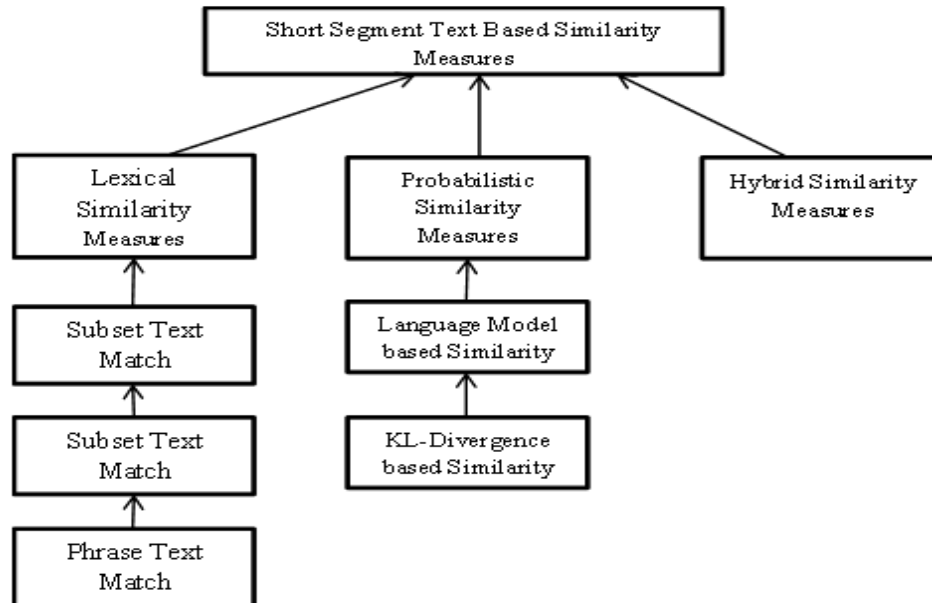 Short Segment Text Based Similarity
Measures
Lexical
Similarity
Measures
Probabilistic
Similarity
Measures
Hybrid Similarity
Measures
Subset Text
Match
Language Model
based Similarity
Subset Text
Match
KL-Divergence
based Similarity
Phrase Text
Match